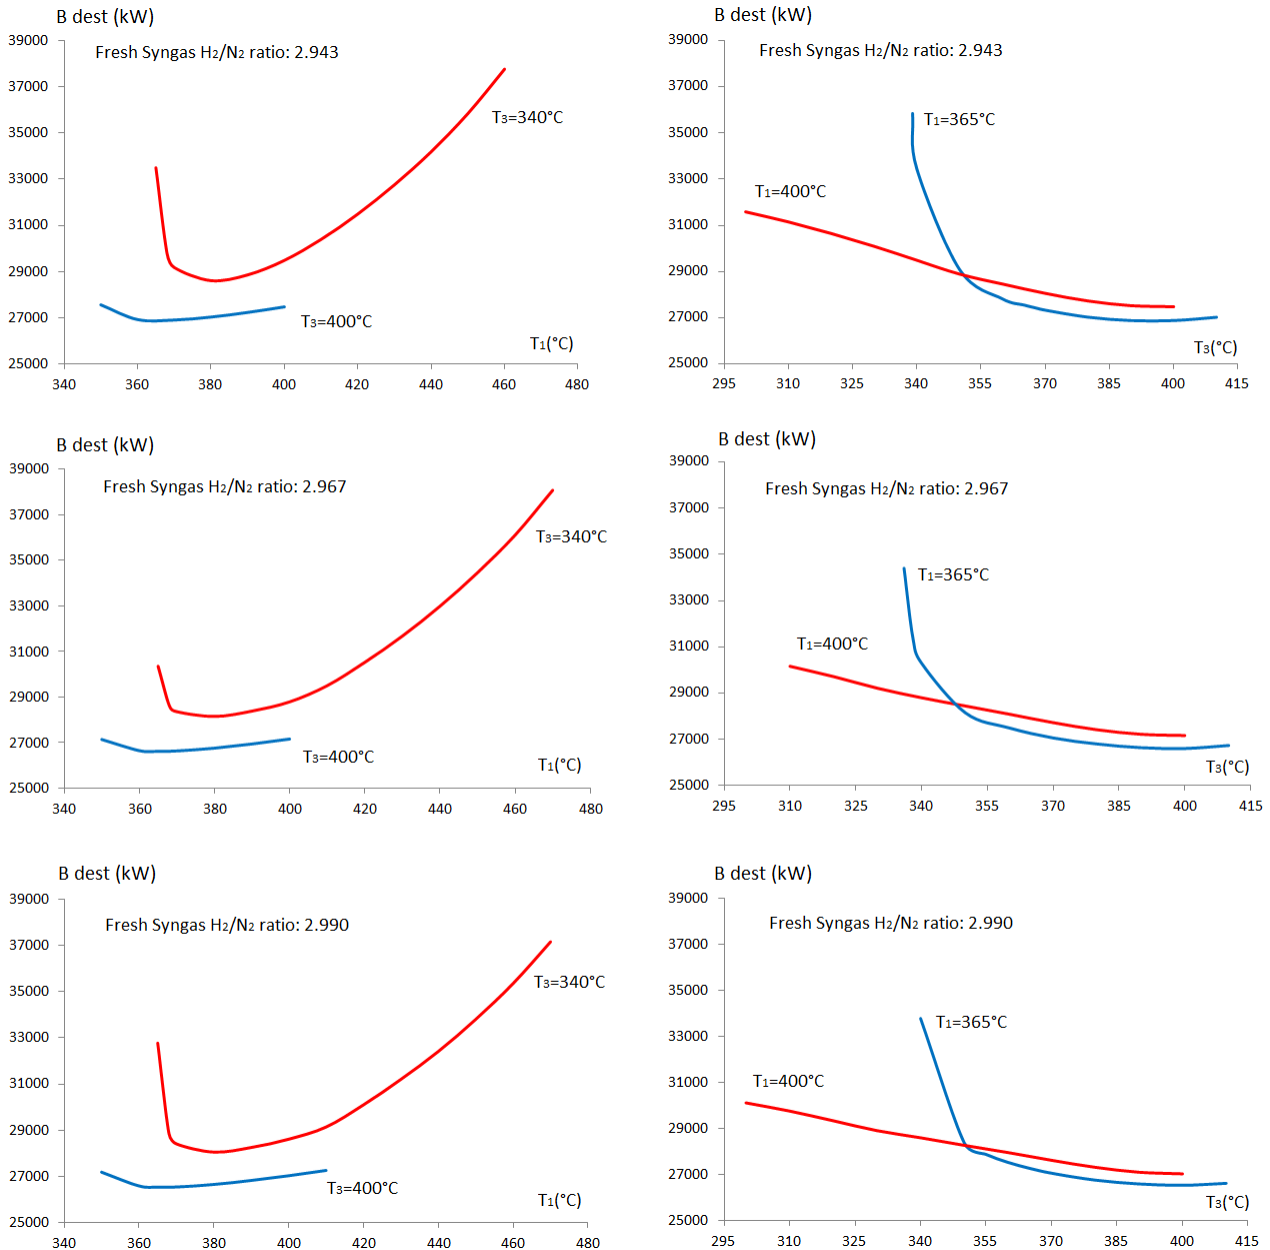 B dest (kW)
39000
37000
35000
33000
31000
29000
27000
25000
Fresh Syngas H2/N2 ratio: 2.943
T3=340°C
T3=400°C
T1(°C)
340 360 380 400 420 440 460 480
B dest (kW)
39000
37000
35000
33000
31000
29000
27000
25000
Fresh Syngas H2/N2 ratio: 2.943
T1=365°C
T1=400°C
T3(°C)
295 310 325 340 355 370 385 400 415
B dest (kW)
39000
37000
35000
33000
31000
29000
27000
25000
Fresh Syngas H2/N2 ratio: 2.967
T3=340°C
T3=400°C
T1(°C)
340 360 380 400 420 440 460 480
B dest (kW)
39000
37000
35000
33000
31000
29000
27000
25000
Fresh Syngas H2/N2 ratio: 2.967
T1=365°C
T1=400°C
T3(°C)
295 310 325 340 355 370 385 400 415
B dest (kW)
39000
37000
35000
33000
31000
29000
27000
25000
Fresh Syngas H2/N2 ratio: 2.990
T3=340°C
T3=400°C
T1(°C)
340 360 380 400 420 440 460 480
B dest (kW)
39000
37000
35000
33000
31000
29000
27000
25000
Fresh Syngas H2/N2 ratio: 2.990
T1=365°C
T1=400°C
T3(°C)
295 310 325 340 355 370 385 400 415